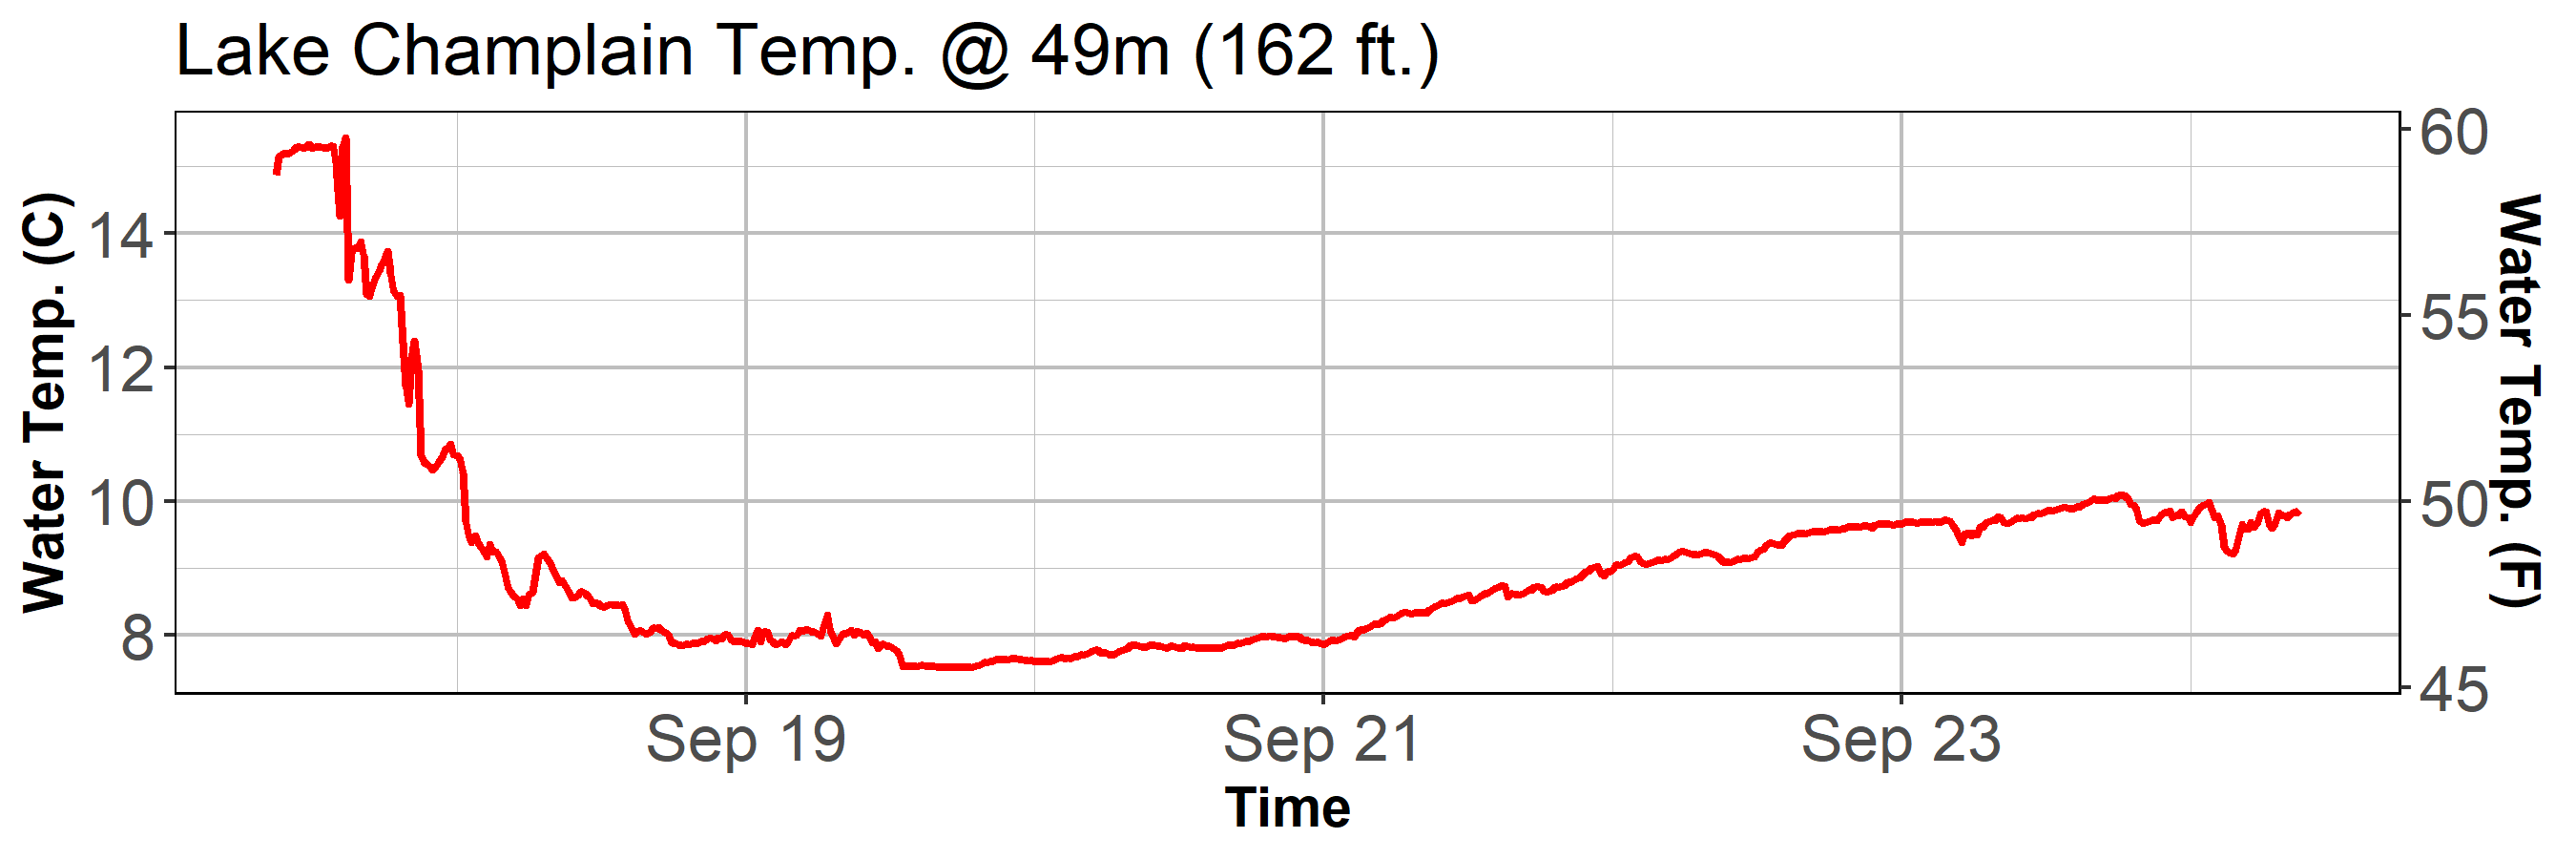 Lake Champlain Temp. @ 49m (162 ft.)
Water Temp. (C)
14
12
10
8
60
55
50
45
Water Temp. (F)
Sep 19
Sep 21
Sep 23
Time